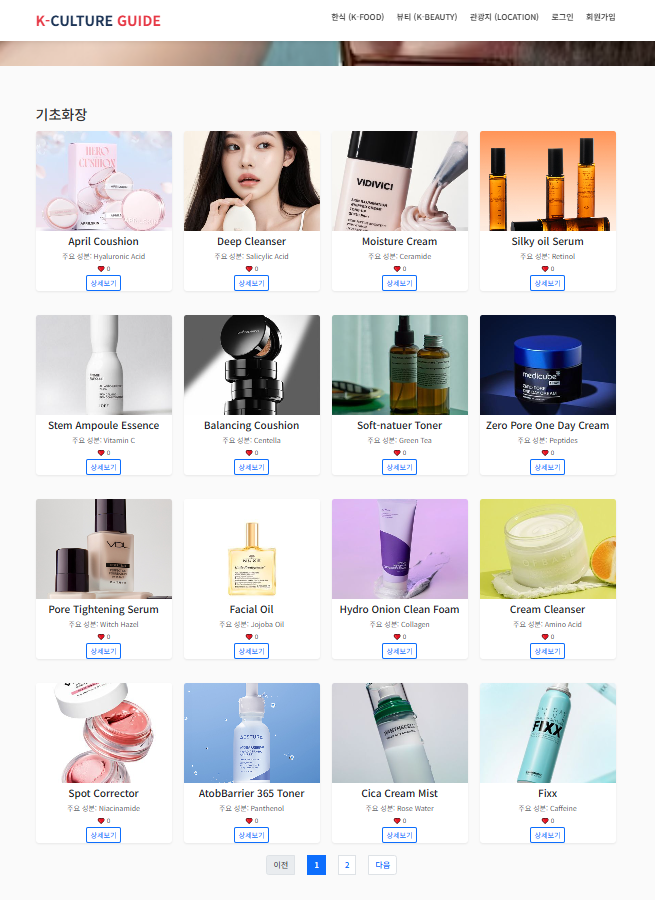 K-CULTURE GUIDE
한식 (K-FOOD) 뷰티 (K-BEAUTY) 관광지 (LOCATION) 로그인 회원가입
기초화장
HERO
CUSHION
VIDIVICI
April Coushion
주요 성분: Hyaluronic Acid
0
상세보기
Deep Cleanser
주요 성분: Salicylic Acid
0
상세보기
Moisture Cream
주요 성분: Ceramide
0
상세보기
Silky oil Serum
주요 성분: Retinol
0
상세보기
medicube
ZERO PORE
ONE DAY CREAM
Stem Ampoule Essence
주요 성분: Vitamin C
0
상세보기
Balancing Coushion
주요 성분: Centella
0
상세보기
Soft-natuer Toner
주요 성분: Green Tea
0
상세보기
Zero Pore One Day Cream
주요 성분: Peptides
0
상세보기
VDL
NUXE
Pore Tightening Serum
주요 성분: Witch Hazel
0
상세보기
Facial Oil
주요 성분: Jojoba Oil
0
상세보기
Hydro Onion Clean Foam
주요 성분: Collagen
0
상세보기
Cream Cleanser
주요 성분: Amino Acid
0
상세보기
AESTURA
FIXX
Spot Corrector
주요 성분: Niacinamide
0
상세보기
AtobBarrier 365 Toner
주요 성분: Panthenol
0
상세보기
Cica Cream Mist
주요 성분: Rose Water
0
상세보기
Fixx
주요 성분: Caffeine
0
상세보기
이전 1 2 다음